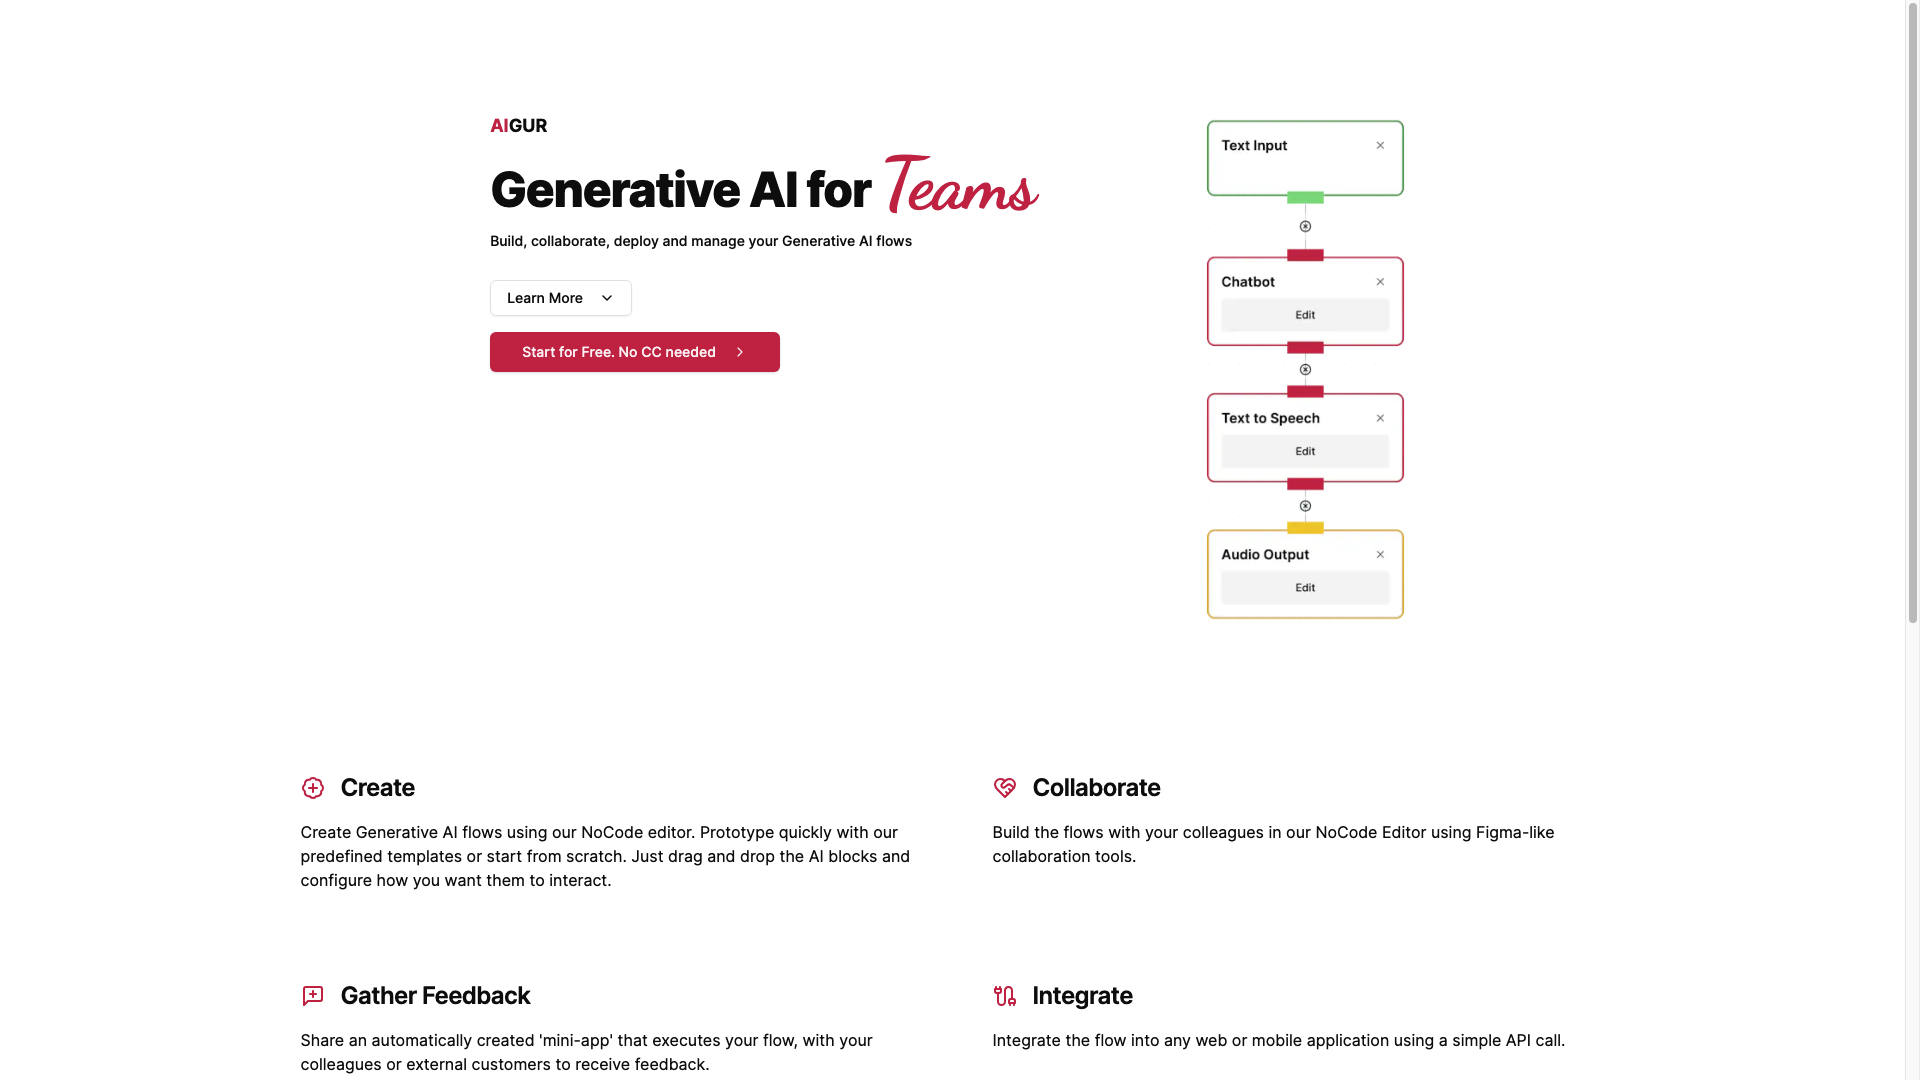 AIGUR
Generative AI for Teams
Build, collaborate, deploy and manage your Generative AI flows
Learn More
Start for Free. No CC needed
Text Input
Chatbot
Edit
Text to Speech
Edit
Audio Output
Edit
Create
Create Generative AI flows using our NoCode editor. Prototype quickly with our
predefined templates or start from scratch. Just drag and drop the AI blocks and
configure how you want them to interact.
Collaborate
Build the flows with your colleagues in our NoCode Editor using Figma-like
collaboration tools.
Gather Feedback
Share an automatically created 'mini-app' that executes your flow, with your
colleagues or external customers to receive feedback.
Integrate
Integrate the flow into any web or mobile application using a simple API call.